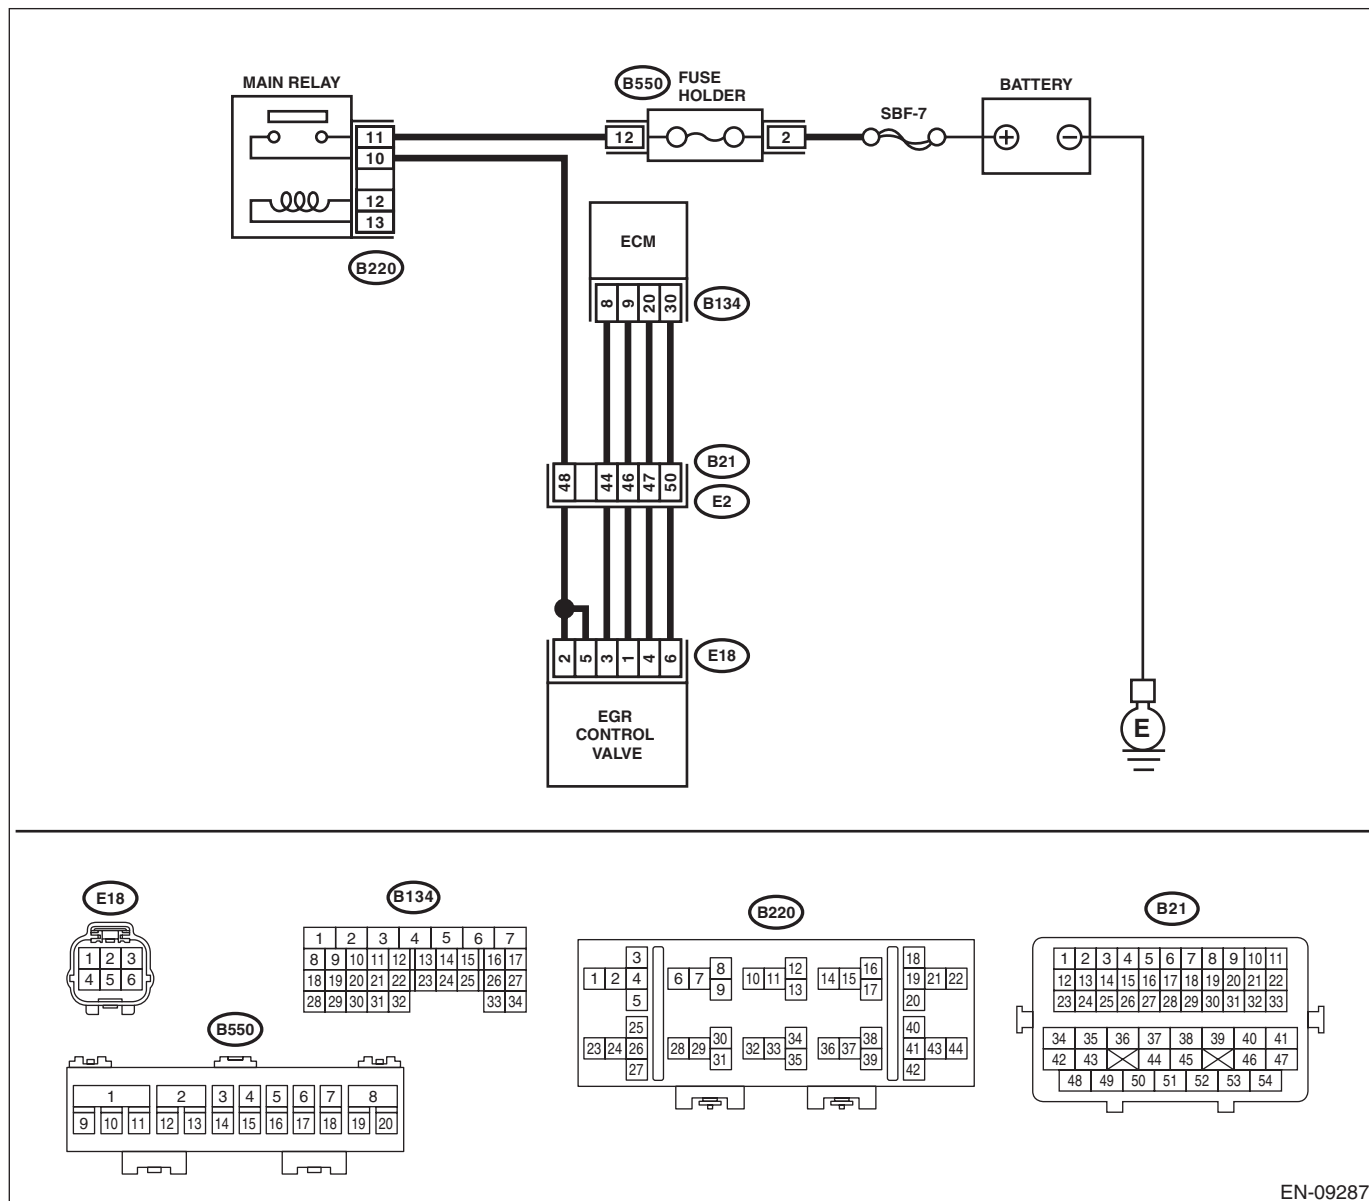 MAIN RELAY
B550
FUSE
HOLDER
SBF-7
BATTERY
11
12
2
10
12
13
B220
ECM
8 9 20 30
B134
48 44 46 47 50
B21
E2
2 5 3 1 4 6
E18
EGR
CONTROL
VALVE
E
E18
1 2 3
4 5 6
B134
1 2 3 4 5 6 7
8 9 10 11 12 13 14 15 16 17
18 19 20 21 22 23 24 25 26 27
28 29 30 31 32 33 34
B220
3 18
1 2 4 6 7 8 9 10 11 12 13 14 15 16 17 19 21 22
5 20
25 40
23 24 26 28 29 30 31 32 33 34 35 36 37 38 39 41 43 44
27 42
B21
1 2 3 4 5 6 7 8 9 10 11
12 13 14 15 16 17 18 19 20 21 22
23 24 25 26 27 28 29 30 31 32 33
34 35 36 37 38 39 40 41
42 43 44 45 46 47
48 49 50 51 52 53 54
B550
1 2 3 4 5 6 7 8
9 10 11 12 13 14 15 16 17 18 19 20
EN-09287